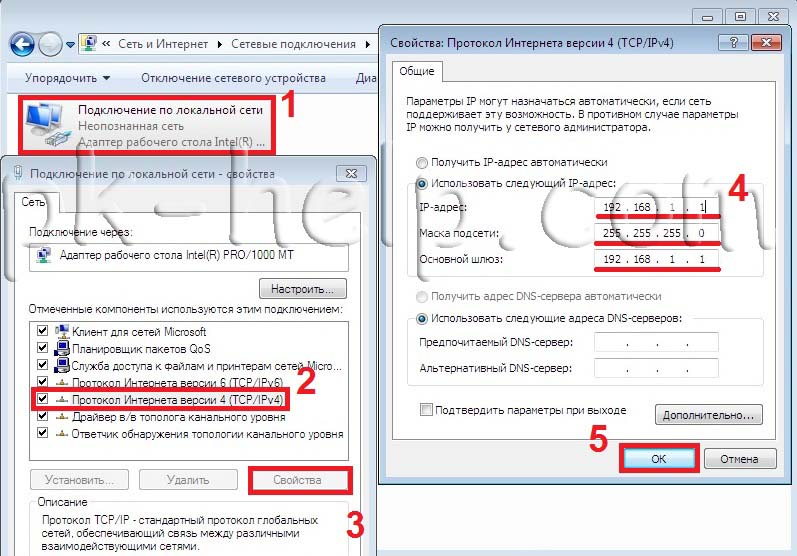 « Сеть и Интернет ▸ Сетевые подключения ▸
Упорядочить ▼ Отключение сетевого устройства Диа
Подключение по локальной сети
Неопознанная сеть
Адаптер рабочего стола Intel(R) ...
1
Подключение по локальной сети - свойства
Сеть
Подключение через:
Адаптер рабочего стола Intel(R) PRO/1000 MT
Настроить...
Отмеченные компоненты используются этим подключением:
Клиент для сетей Microsoft
Планировщик пакетов QoS
Служба доступа к файлам и принтерам сетей Micro...
Протокол Интернета версии 6 (TCP/IPv6)
Протокол Интернета версии 4 (TCP/IPv4)
2
Драйвер в/в тополога канального уровня
Ответчик обнаружения топологии канального уровня
Установить...
Удалить
Свойства
3
Описание
Протокол TCP/IP - стандартный протокол глобальных
сетей, обеспечивающий связь между различными
взаимодействующими сетями.
Свойства: Протокол Интернета версии 4 (TCP/IPv4)
Общие
Параметры IP могут назначаться автоматически, если сеть
поддерживает эту возможность. В противном случае параметры
IP можно получить у сетевого администратора.
Получить IP-адрес автоматически
Использовать следующий IP-адрес:
4
IP-адрес: 192 . 168 . 1 . 1
Маска подсети: 255 . 255 . 255 . 0
Основной шлюз: 192 . 168 . 1 . 1
Получить адрес DNS-сервера автоматически
Использовать следующие адреса DNS-серверов:
Предпочитаемый DNS-сервер: . . .
Альтернативный DNS-сервер: . . .
Подтвердить параметры при выходе
Дополнительно...
5
OK
Отмена
pk-help.com